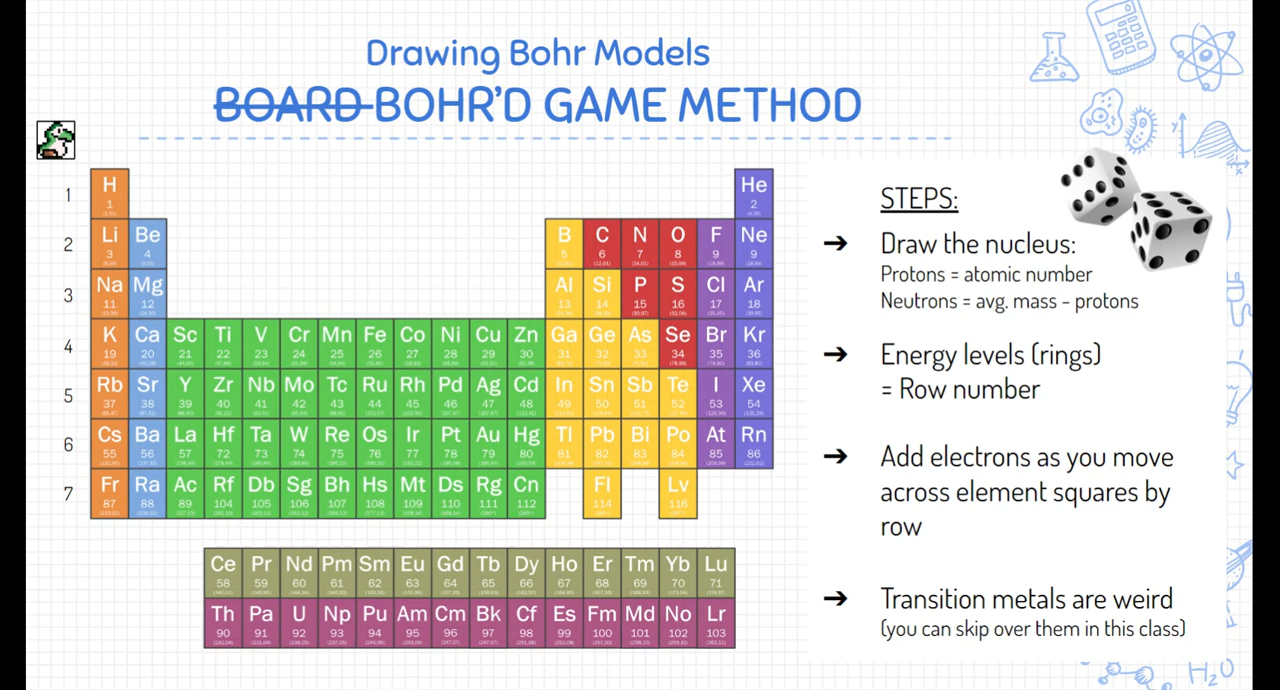 Drawing Bohr Models
BOARD BOHR'D GAME METHOD
STEPS:
➔ Draw the nucleus:
Protons = atomic number
Neutrons = avg. mass - protons
➔ Energy levels (rings)
= Row number
➔ Add electrons as you move
across element squares by
row
➔ Transition metals are weird
(you can skip over them in this class)
1 H He
1 2
2 Li Be B C N O F Ne
3 4 5 6 7 8 9 9
3 Na Mg Al Si P S Cl Ar
11 12 13 14 15 16 17 18
4 K Ca Sc Ti V Cr Mn Fe Co Ni Cu Zn Ga Ge As Se Br Kr
19 20 21 22 23 24 25 26 27 28 29 30 31 32 33 34 35 36
5 Rb Sr Y Zr Nb Mo Tc Ru Rh Pd Ag Cd In Sn Sb Te I Xe
37 38 39 40 41 42 43 44 45 46 47 48 49 50 51 52 53 54
6 Cs Ba La Hf Ta W Re Os Ir Pt Au Hg Tl Pb Bi Po At Rn
55 56 57 72 73 74 75 76 77 78 79 80 81 82 83 84 85 86
7 Fr Ra Ac Rf Db Sg Bh Hs Mt Ds Rg Cn Fl Lv
87 88 89 104 105 106 107 108 109 110 111 112 114 116
Ce Pr Nd Pm Sm Eu Gd Tb Dy Ho Er Tm Yb Lu
58 59 60 61 62 63 64 65 66 67 68 69 70 71
Th Pa U Np Pu Am Cm Bk Cf Es Fm Md No Lr
90 91 92 93 94 95 96 97 98 99 100 101 102 103
y
x
H₂O